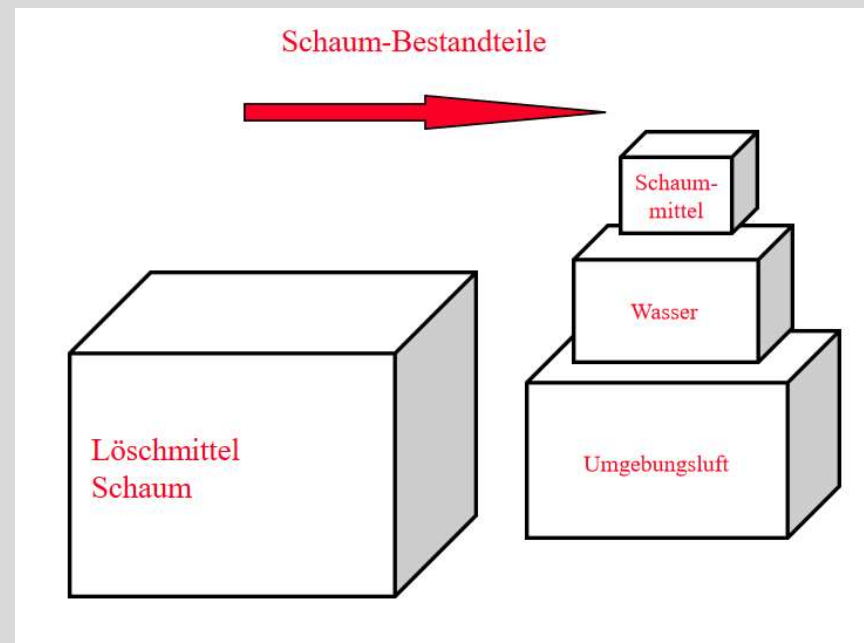 Schaum-Bestandteile
Schaum-
mittel
Wasser
Umgebungsluft
Löschmittel
Schaum